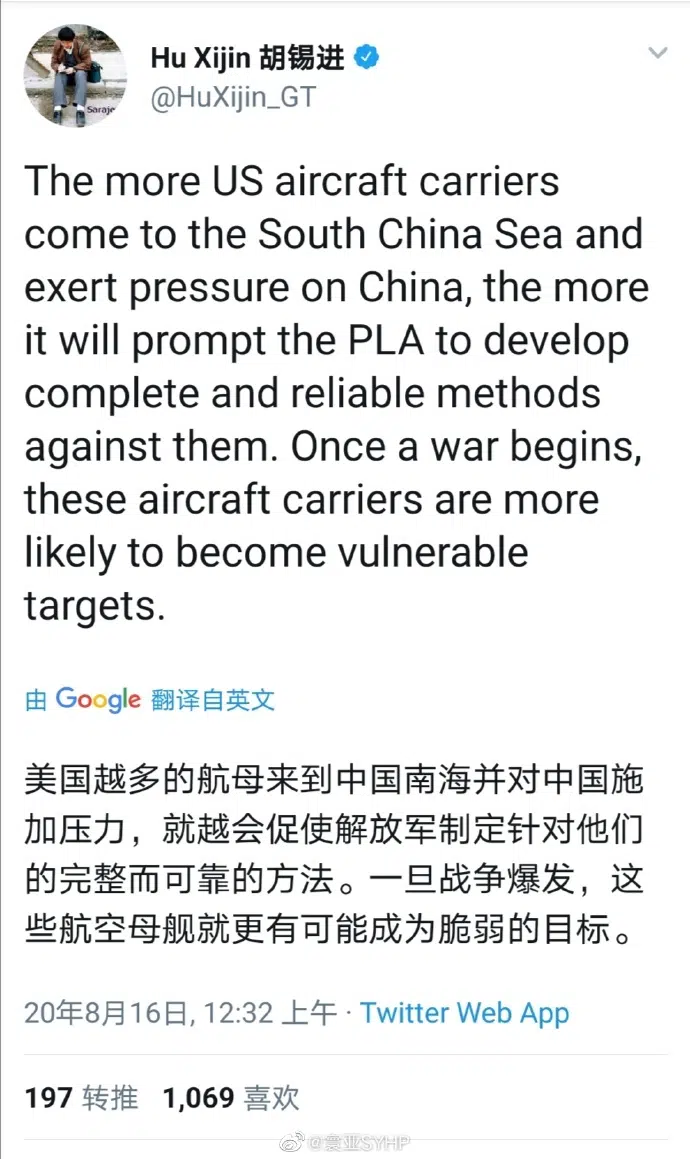 Hu Xijin 胡锡进
@HuXijin_GT
Saraje
The more US aircraft carriers
come to the South China Sea and
exert pressure on China, the more
it will prompt the PLA to develop
complete and reliable methods
against them. Once a war begins,
these aircraft carriers are more
likely to become vulnerable
targets.
由 Google 翻译自英文
美国越多的航母来到中国南海并对中国施
加压力，就越会促使解放军制定针对他们
的完整而可靠的方法。一旦战争爆发，这
些航空母舰就更有可能成为脆弱的目标。
20年8月16日, 12:32 上午 · Twitter Web App
197 转推 1,069 喜欢
@寰亚SYHP